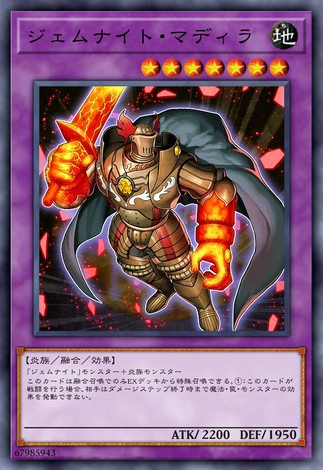 ジェムナイト・マディラ
地
【炎族／融合／効果】
「ジェムナイト」モンスター＋炎族モンスター
このカードは融合召喚でのみEXデッキから特殊召喚できる。①：このカードが
戦闘を行う場合、相手はダメージステップ終了時まで魔法・罠・モンスターの効
果を発動できない。
ATK/ 2200 DEF/1950
67985943